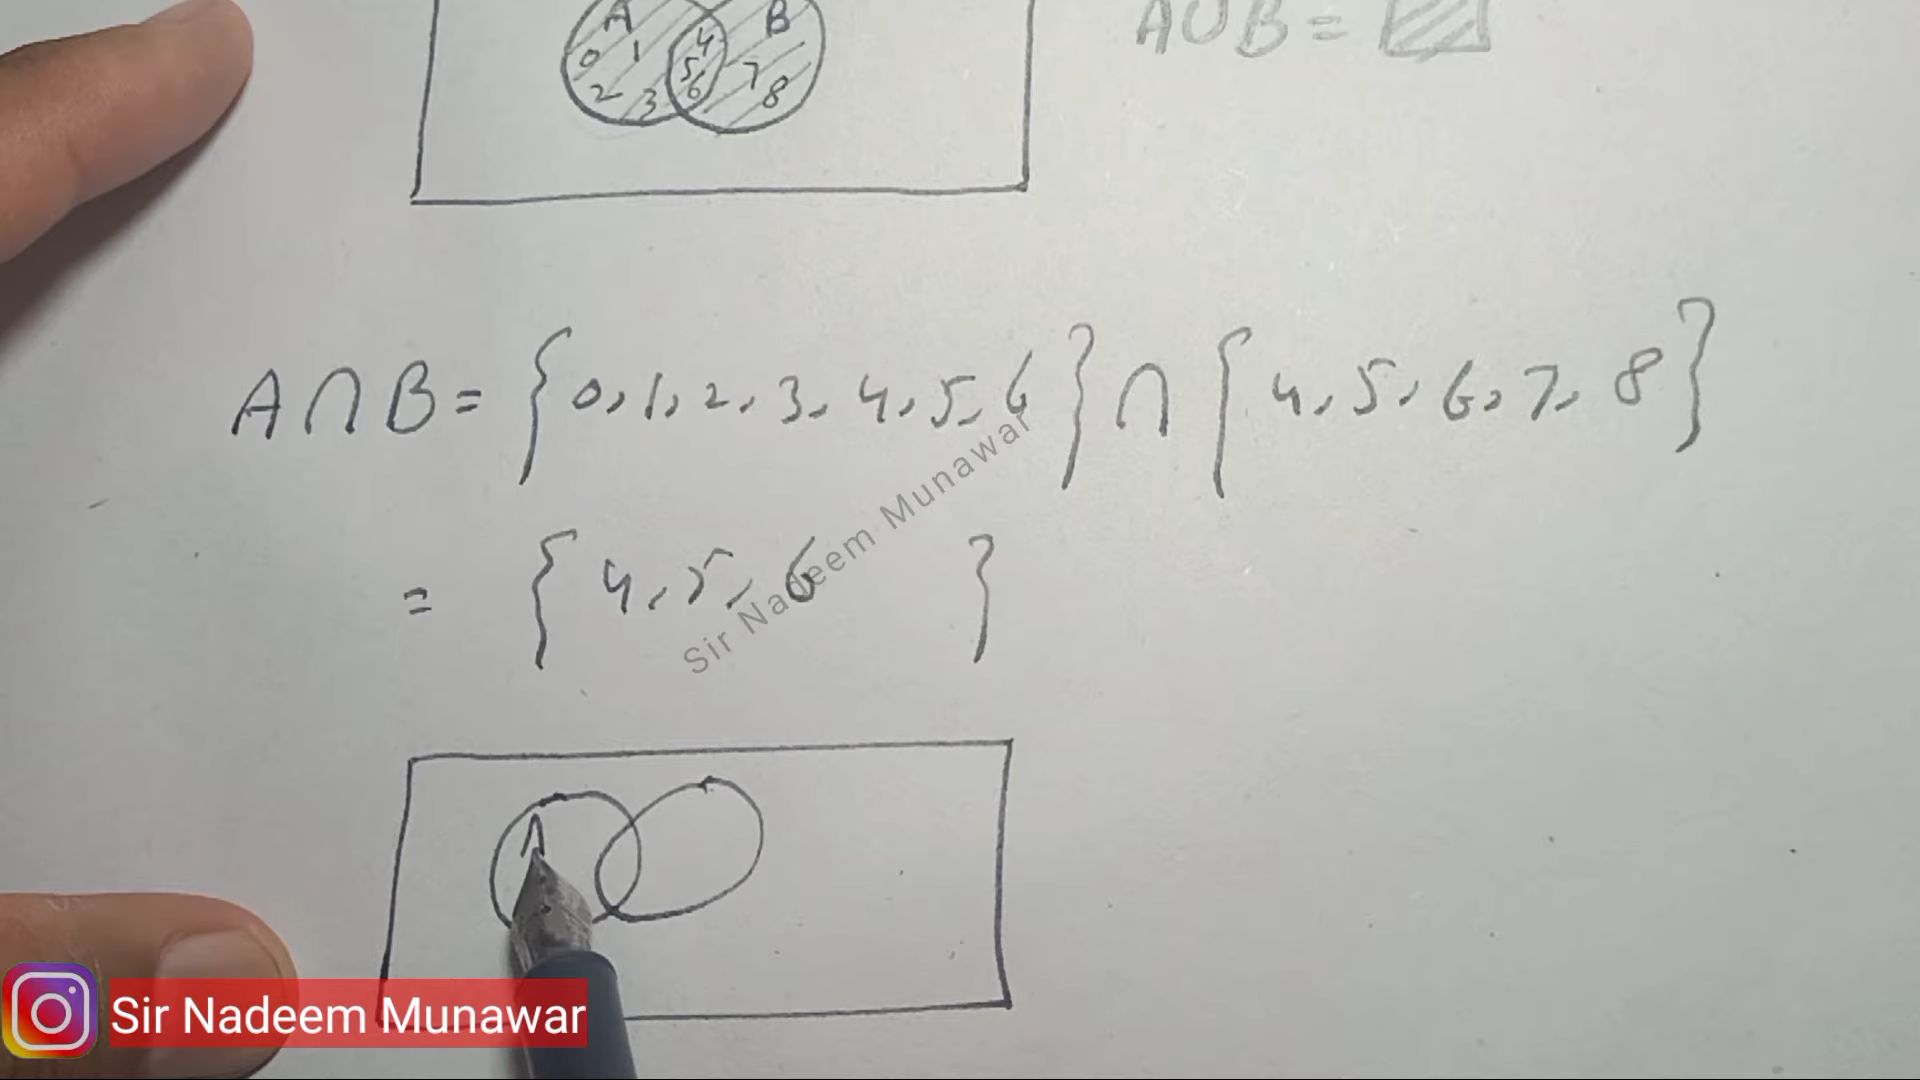 A B A∪B =
0 1 4
5 7
2 3 6 8
A∩B = {0,1,2,3,4,5,6} ∩ {4,5,6,7,8}
= {4,5,6 }
Sir Nadeem Munawar
A
Sir Nadeem Munawar